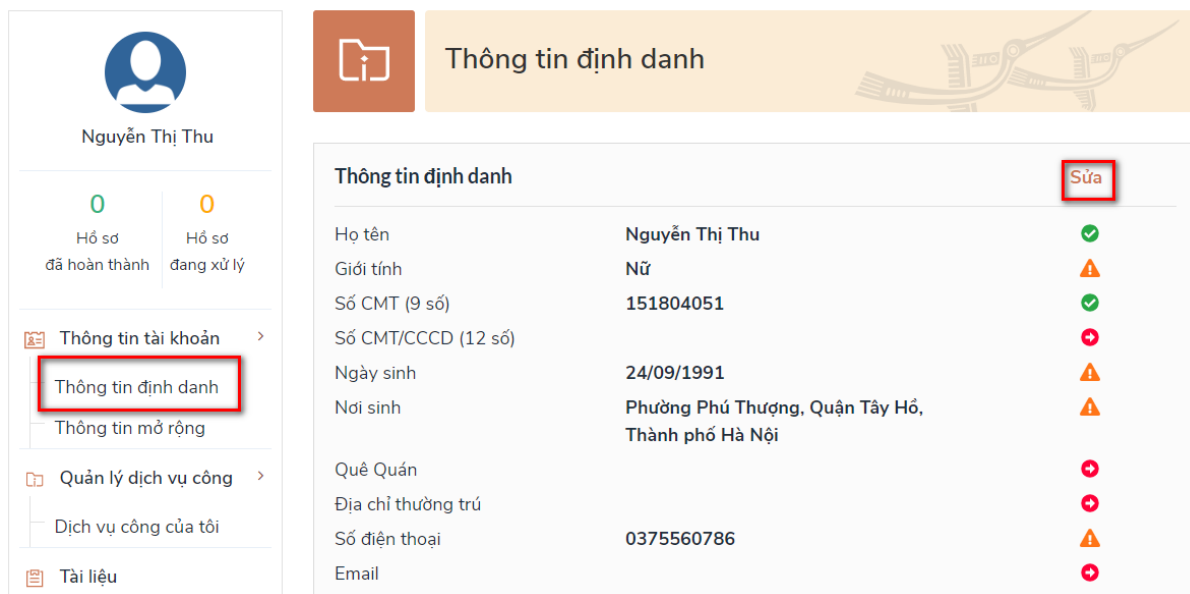 Nguyễn Thị Thu
0 0
Hồ sơ Hồ sơ
đã hoàn thành đang xử lý
Thông tin tài khoản
Thông tin định danh
Thông tin mở rộng
Quản lý dịch vụ công
Dịch vụ công của tôi
Tài liệu
Thông tin định danh
Thông tin định danh Sửa
Họ tên Nguyễn Thị Thu
Giới tính Nữ
Số CMT (9 số) 151804051
Số CMT/CCCD (12 số)
Ngày sinh 24/09/1991
Nơi sinh Phường Phú Thượng, Quận Tây Hồ,
Thành phố Hà Nội
Quê Quán
Địa chỉ thường trú
Số điện thoại 0375560786
Email